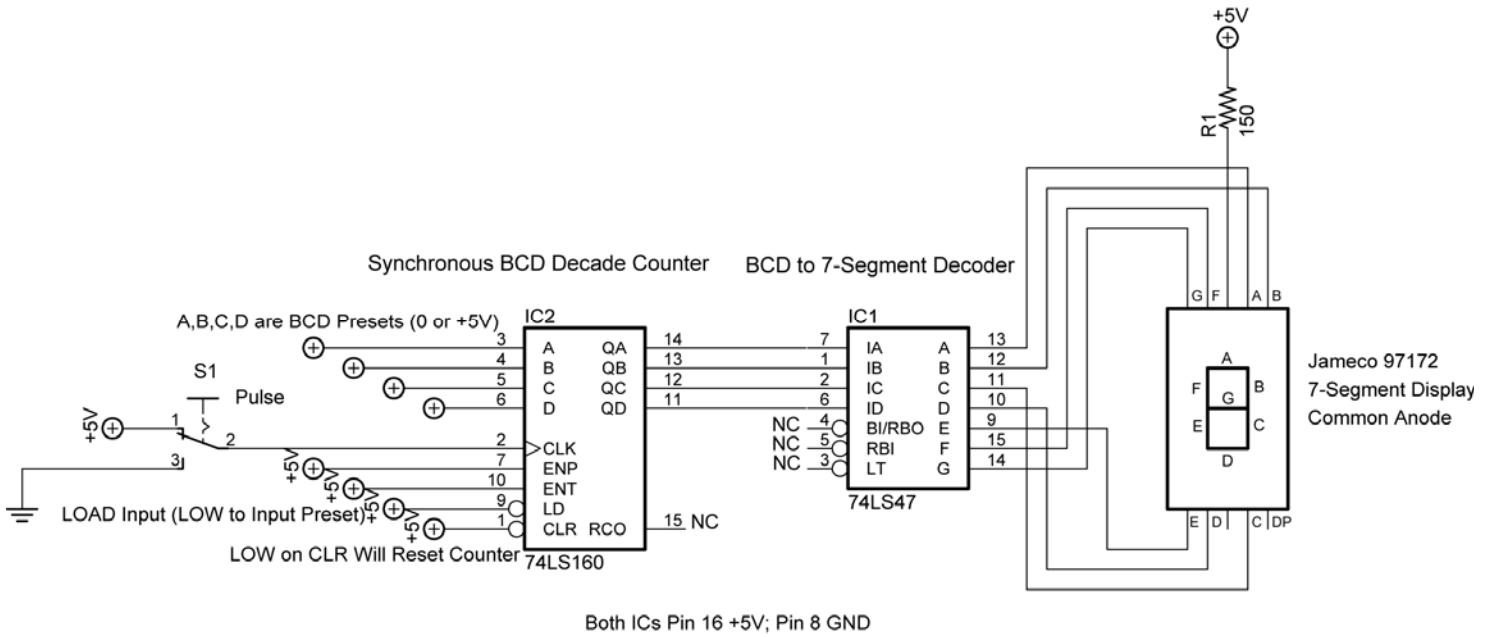 +5V
R1
150
Synchronous BCD Decade Counter
BCD to 7-Segment Decoder
A,B,C,D are BCD Presets (0 or +5V)
S1
Pulse
+5V
1
2
3
LOAD Input (LOW to Input Preset)
LOW on CLR Will Reset Counter
+5V
+5V
+5V
+5V
IC2
3 A QA 14
4 B QB 13
5 C QC 12
6 D QD 11
2 CLK
7 ENP
10 ENT
9 LD
1 CLR RCO 15 NC
74LS160
IC1
7 IA A 13
1 IB B 12
2 IC C 11
6 ID D 10
NC 4 BI/RBO E 9
NC 5 RBI F 15
NC 3 LT G 14
74LS47
G F A B
A
F B
G
E C
D
E D C DP
Jameco 97172
7-Segment Display
Common Anode
Both ICs Pin 16 +5V; Pin 8 GND